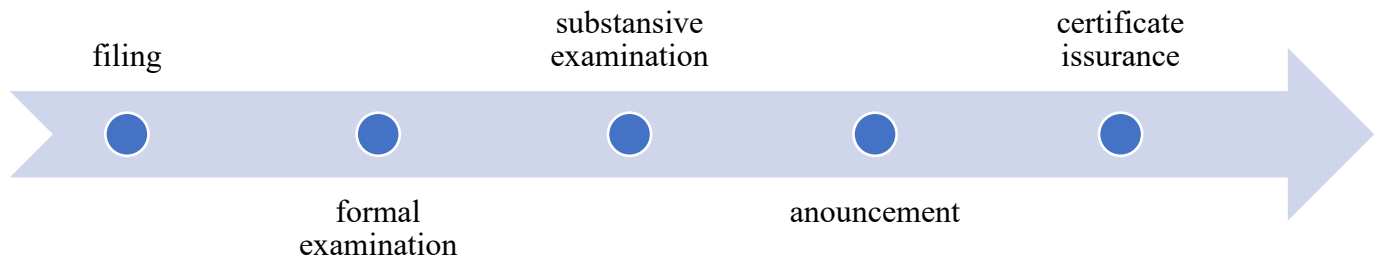 filing
formal
examination
substansive
examination
anouncement
certificate
issurance